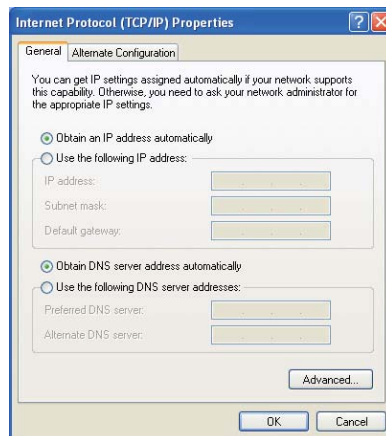 Internet Protocol (TCP/IP) Properties
General
Alternate Configuration
You can get IP settings assigned automatically if your network supports
this capability. Otherwise, you need to ask your network administrator for
the appropriate IP settings.
Obtain an IP address automatically
Use the following IP address:
IP address:
Subnet mask:
Default gateway:
Obtain DNS server address automatically
Use the following DNS server addresses:
Preferred DNS server:
Alternate DNS server:
Advanced...
OK
Cancel